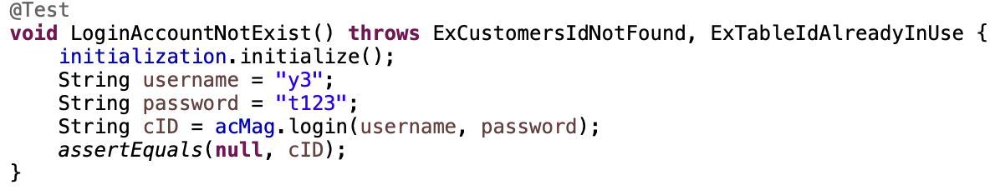 @Test
void LoginAccountNotExist() throws ExCustomersIdNotFound, ExTableIdAlreadyInUse {
    initialization.initialize();
    String username = "y3";
    String password = "t123";
    String cID = acMag.login(username, password);
    assertEquals(null, cID);
}